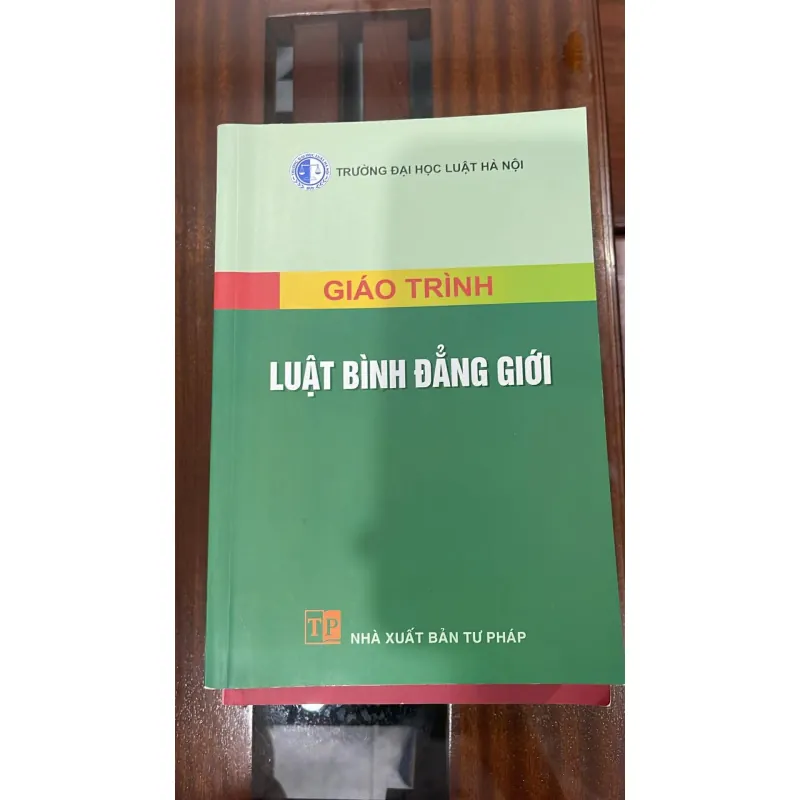 TRƯỜNG ĐẠI HỌC LUẬT HÀ NỘI
GIÁO TRÌNH
LUẬT BÌNH ĐẲNG GIỚI
TP
NHÀ XUẤT BẢN TƯ PHÁP